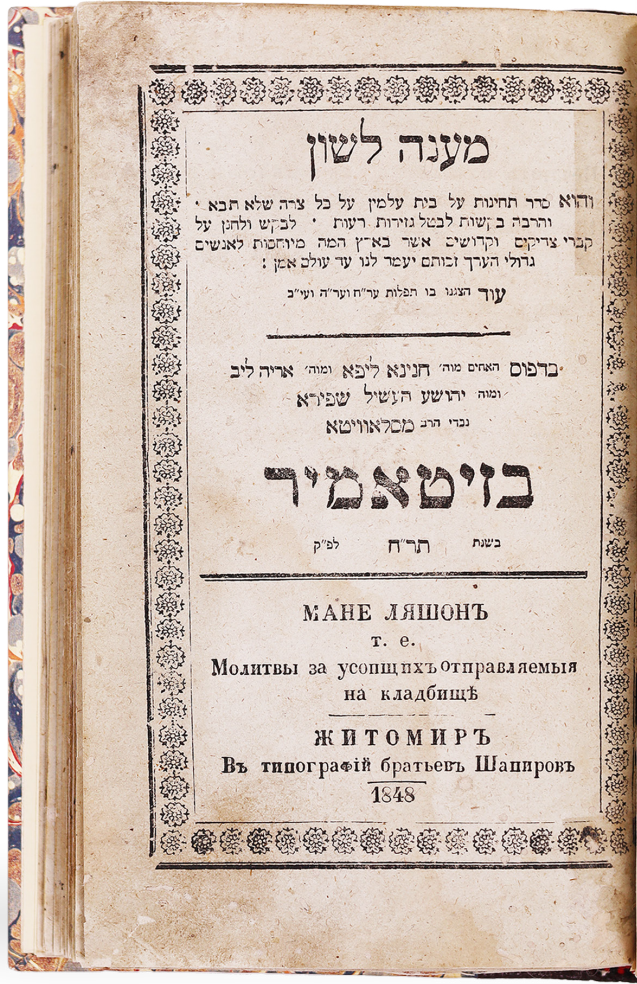 מענה לשון
והוא סדר תחינות על בית עלמין על כל צרה שלא תבא ·
והרבה בקשות לבטל גזירות רעות · לבקש ולחנן על
קברי צדיקים וקדושים אשר בארץ המה מיוחסות לאנשים
גדולי הערך זכותם יעמד לנו עד עולם אמן :
עוד הצגנו בו תפלות ער״ח וער״ה ועי״כ
בדפוס האחים מוה׳ חנינא ליפא ומוה׳ אריה ליב
ומוה יהושע העשיל שפירא
נכדי הרב מסלאוויטא
בזיטאמיר
בשנת תר״ח לפ״ק
МАНЕ ЛЯШОНЪ
т. е.
Молитвы за усопщихъ отправляемыя
на кладбищѣ
ЖИТОМИРЪ
Въ типографій братьевъ Шапировъ
1848